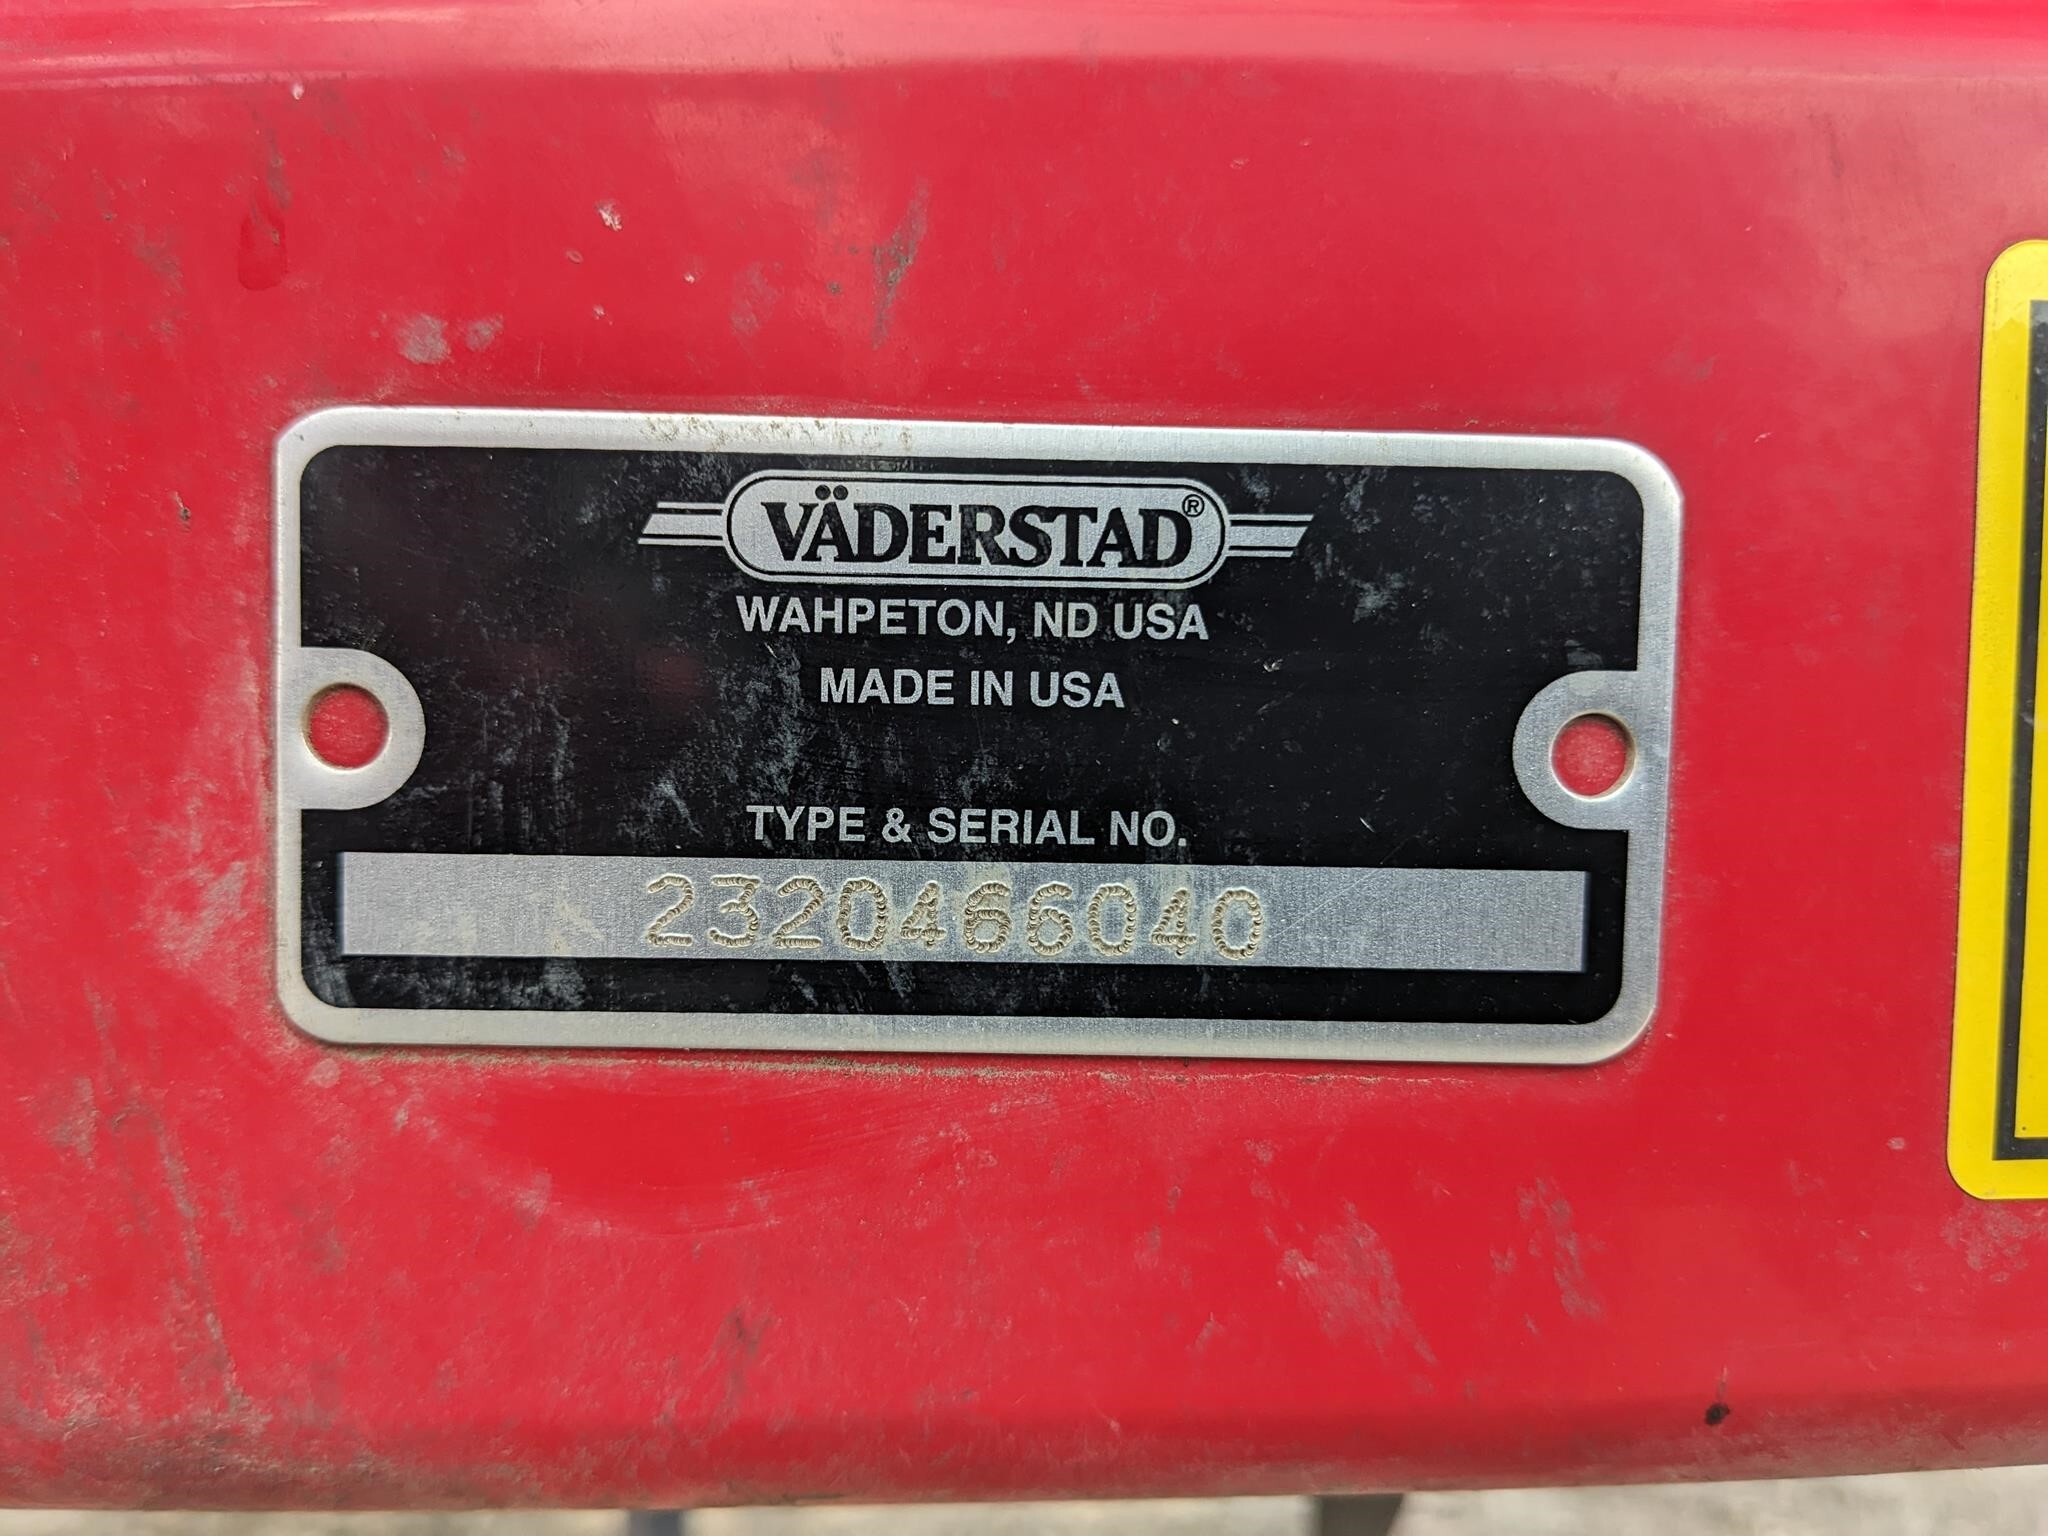 VÄDERSTAD®
WAHPETON, ND USA
MADE IN USA
TYPE & SERIAL NO.
2320466040